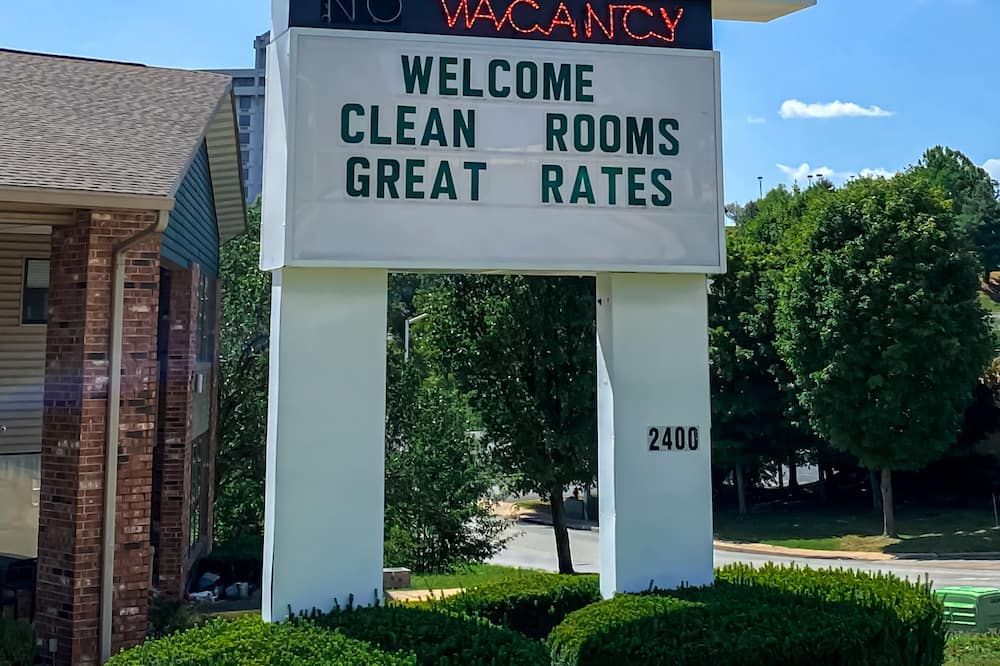 NO VACANCY
WELCOME
CLEAN ROOMS
GREAT RATES
2400